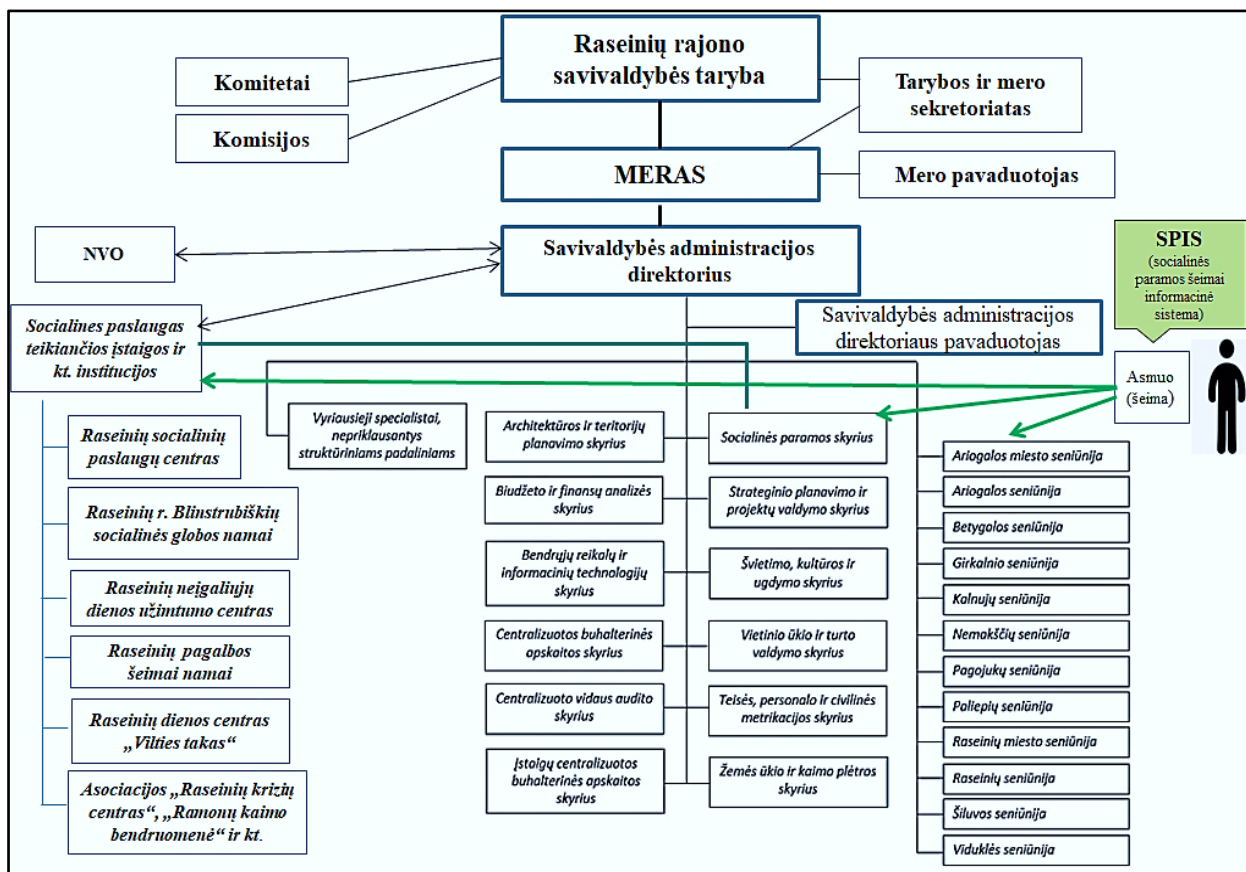 Raseinių rajono
savivaldybės taryba
Komitetai
Komisijos
Tarybos ir mero
sekretoriatas
MERAS
Mero pavaduotojas
NVO
Savivaldybės administracijos
direktorius
SPIS
(socialinės
paramos šeimai
informacinė
sistema)
Savivaldybės administracijos
direktoriaus pavaduotojas
Socialines paslaugas
teikiančios įstaigos ir
kt. institucijos
Asmuo
(šeima)
Raseinių socialinių
paslaugų centras
Raseinių r. Blinstrubiškių
socialinės globos namai
Raseinių neįgaliujų
dienos užimtumo centras
Raseinių pagalbos
šeimai namai
Raseinių dienos centras
„Vilties takas“
Asociacijos „Raseinių krizių
centras“, „Ramonų kaimo
bendruomenė“ ir kt.
Vyriausieji specialistai,
nepriklausantys
struktūriniams padaliniams
Architektūros ir teritorijų
planavimo skyrius
Biudžeto ir finansų analizės
skyrius
Bendrųjų reikalų ir
informacinių technologijų
skyrius
Centralizuotos buhalterinės
apskaitos skyrius
Centralizuoto vidaus audito
skyrius
Įstaigų centralizuotos
buhalterinės apskaitos
skyrius
Socialinės paramos skyrius
Strateginio planavimo ir
projektų valdymo skyrius
Švietimo, kultūros ir
ugdymo skyrius
Vietinio ūkio ir turto
valdymo skyrius
Teisės, personalo ir civilinės
metrikacijos skyrius
Žemės ūkio ir kaimo plėtros
skyrius
Ariogalos miesto seniūnija
Ariogalos seniūnija
Betygalos seniūnija
Girkalnio seniūnija
Kalnujų seniūnija
Nemakščių seniūnija
Pagojukų seniūnija
Paliepių seniūnija
Raseinių miesto seniūnija
Raseinių seniūnija
Šiluvos seniūnija
Viduklės seniūnija